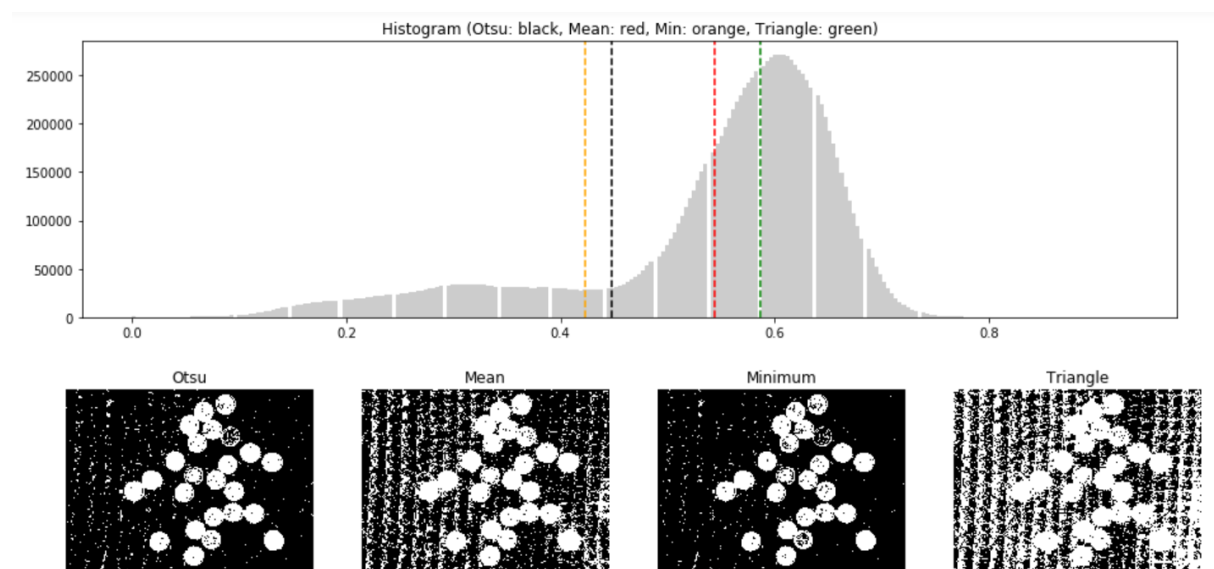 Histogram (Otsu: black, Mean: red, Min: orange, Triangle: green)
250000
200000
150000
100000
50000
0
0.0 0.2 0.4 0.6 0.8
Otsu Mean Minimum Triangle